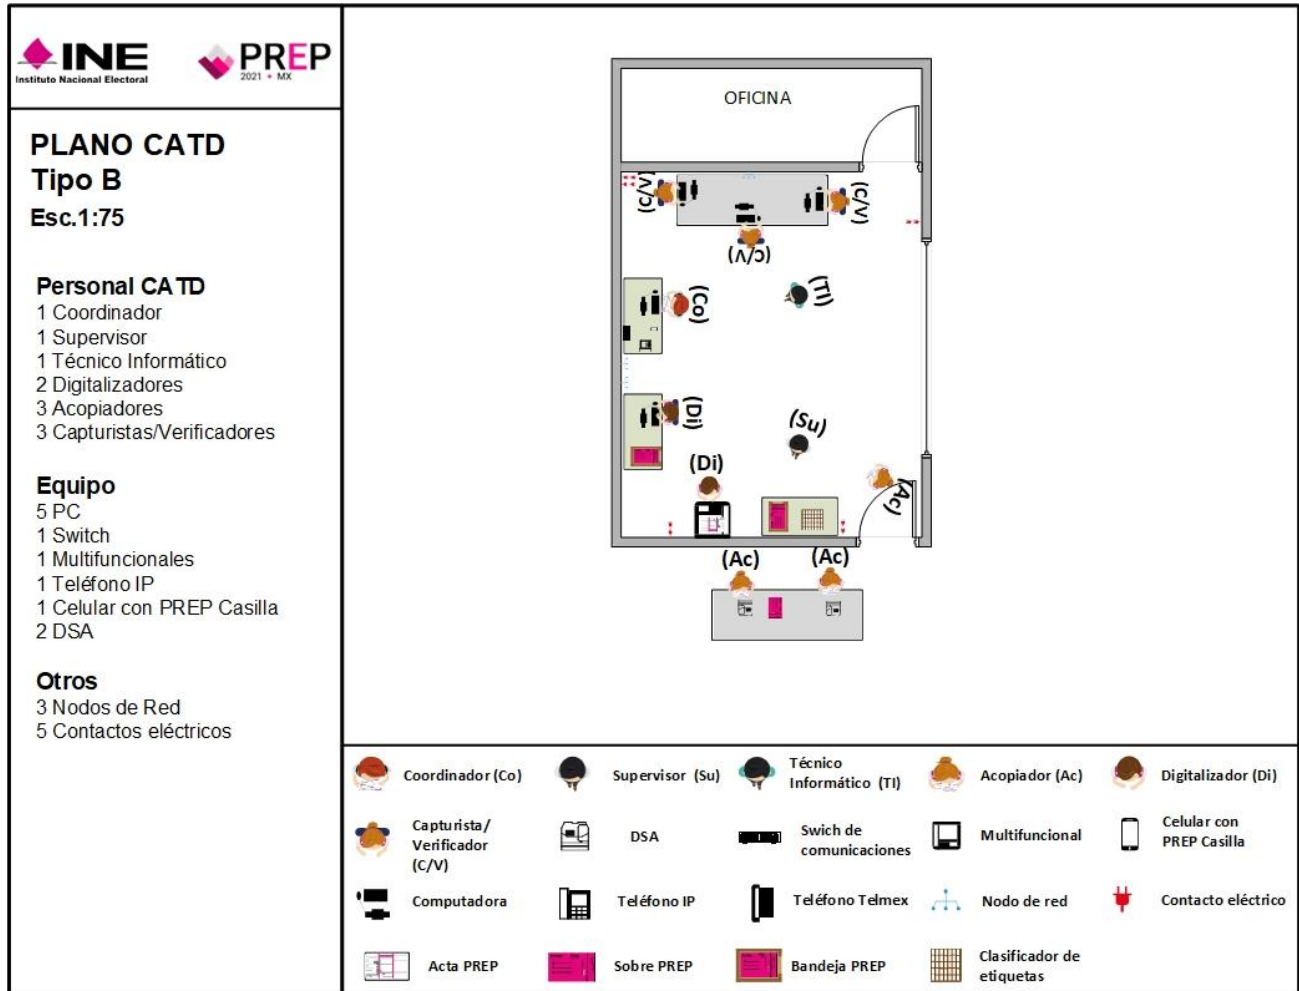 INE
Instituto Nacional Electoral
PREP
2021 • MX
PLANO CATD
Tipo B
Esc.1:75
Personal CATD
1 Coordinador
1 Supervisor
1 Técnico Informático
2 Digitalizadores
3 Acopiadores
3 Capturistas/Verificadores
Equipo
5 PC
1 Switch
1 Multifuncionales
1 Teléfono IP
1 Celular con PREP Casilla
2 DSA
Otros
3 Nodos de Red
5 Contactos eléctricos
OFICINA
(C/V)
(C/V)
(C/V)
(Co)
(TI)
(Di)
(Su)
(Di)
(Ac)
(Ac)
(Ac)
Coordinador (Co)
Supervisor (Su)
Técnico
Informático (TI)
Acopiador (Ac)
Digitalizador (Di)
Capturista/
Verificador
(C/V)
DSA
Swich de
comunicaciones
Multifuncional
Celular con
PREP Casilla
Computadora
Teléfono IP
Teléfono Telmex
Nodo de red
Contacto eléctrico
Acta PREP
Sobre PREP
Bandeja PREP
Clasificador de
etiquetas